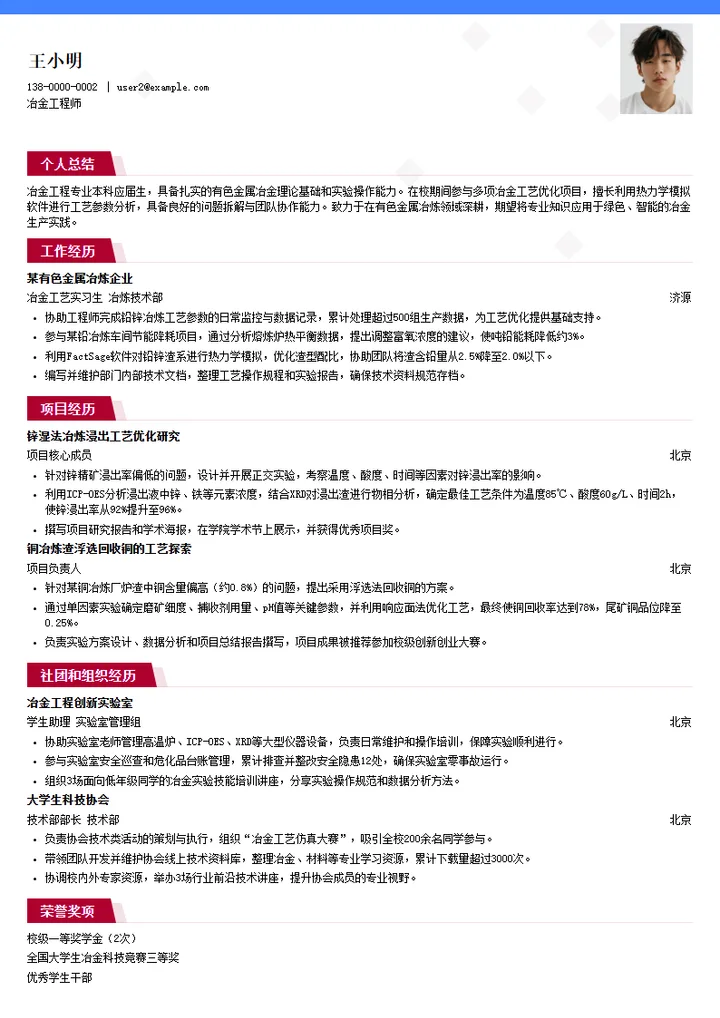 王小明
138-0000-0002 | user2@example.com
冶金工程师
个人总结
冶金工程专业本科应届生，具备扎实的有色金属冶金理论基础和实验操作能力。在校期间参与多项冶金工艺优化项目，擅长利用热力学模拟
软件进行工艺参数分析，具备良好的问题拆解与团队协作能力。致力于在有色金属冶炼领域深耕，期望将专业知识应用于绿色、智能的冶金
生产实践。
工作经历
某有色金属冶炼企业
冶金工艺实习生 冶炼技术部 济源
• 协助工程师完成铅锌冶炼工艺参数的日常监控与数据记录，累计处理超过500组生产数据，为工艺优化提供基础支持。
• 参与某铅冶炼车间节能降耗项目，通过分析熔炼炉热平衡数据，提出调整富氧浓度的建议，使吨铅能耗降低约3%。
• 利用FactSage软件对铅锌渣系进行热力学模拟，优化渣型配比，协助团队将渣含铅量从2.5%降至2.0%以下。
• 编写并维护部门内部技术文档，整理工艺操作规程和实验报告，确保技术资料规范存档。
项目经历
锌湿法冶炼浸出工艺优化研究
项目核心成员 北京
• 针对锌精矿浸出率偏低的问题，设计并开展正交实验，考察温度、酸度、时间等因素对锌浸出率的影响。
• 利用ICP-OES分析浸出液中锌、铁等元素浓度，结合XRD对浸出渣进行物相分析，确定最佳工艺条件为温度85℃、酸度60g/L、时间2h，
使锌浸出率从92%提升至96%。
• 撰写项目研究报告和学术海报，在学院学术节上展示，并获得优秀项目奖。
铜冶炼渣浮选回收铜的工艺探索
项目负责人 北京
• 针对某铜冶炼厂炉渣中铜含量偏高（约0.8%）的问题，提出采用浮选法回收铜的方案。
• 通过单因素实验确定磨矿细度、捕收剂用量、pH值等关键参数，并利用响应面法优化工艺，最终使铜回收率达到78%，尾矿铜品位降至
0.25%。
• 负责实验方案设计、数据分析和项目总结报告撰写，项目成果被推荐参加校级创新创业大赛。
社团和组织经历
冶金工程创新实验室
学生助理 实验室管理组 北京
• 协助实验室老师管理高温炉、ICP-OES、XRD等大型仪器设备，负责日常维护和操作培训，保障实验顺利进行。
• 参与实验室安全巡查和危化品台账管理，累计排查并整改安全隐患12处，确保实验室零事故运行。
• 组织3场面向低年级同学的冶金实验技能培训讲座，分享实验操作规范和数据分析方法。
大学生科技协会
技术部部长 技术部 北京
• 负责协会技术类活动的策划与执行，组织“冶金工艺仿真大赛”，吸引全校200余名同学参与。
• 带领团队开发并维护协会线上技术资料库，整理冶金、材料等专业学习资源，累计下载量超过3000次。
• 协调校内外专家资源，举办3场行业前沿技术讲座，提升协会成员的专业视野。
荣誉奖项
校级一等奖学金（2次）
全国大学生冶金科技竞赛三等奖
优秀学生干部